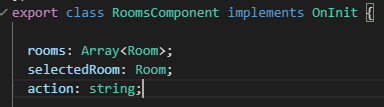 export class RoomsComponent implements OnInit {
rooms: Array<Room>;
selectedRoom: Room;
action: string;